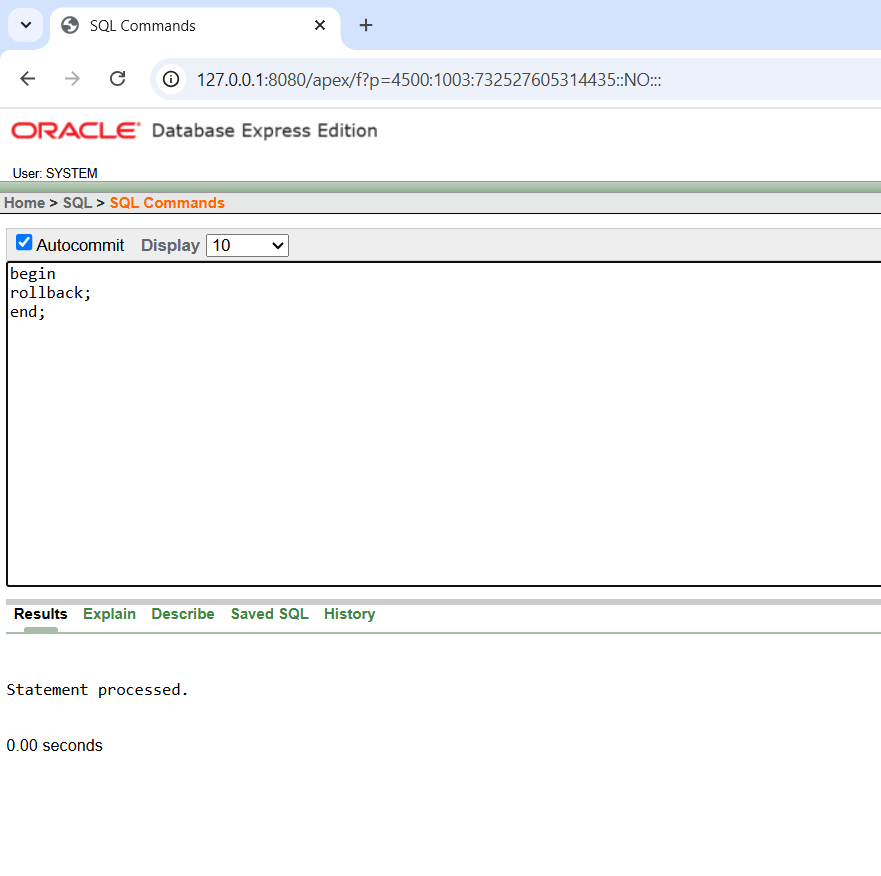 SQL Commands
127.0.0.1:8080/apex/f?p=4500:1003:732527605314435::NO:::
ORACLE Database Express Edition
User: SYSTEM
Home > SQL > SQL Commands
Autocommit Display 10
begin
rollback;
end;
Results Explain Describe Saved SQL History
Statement processed.
0.00 seconds